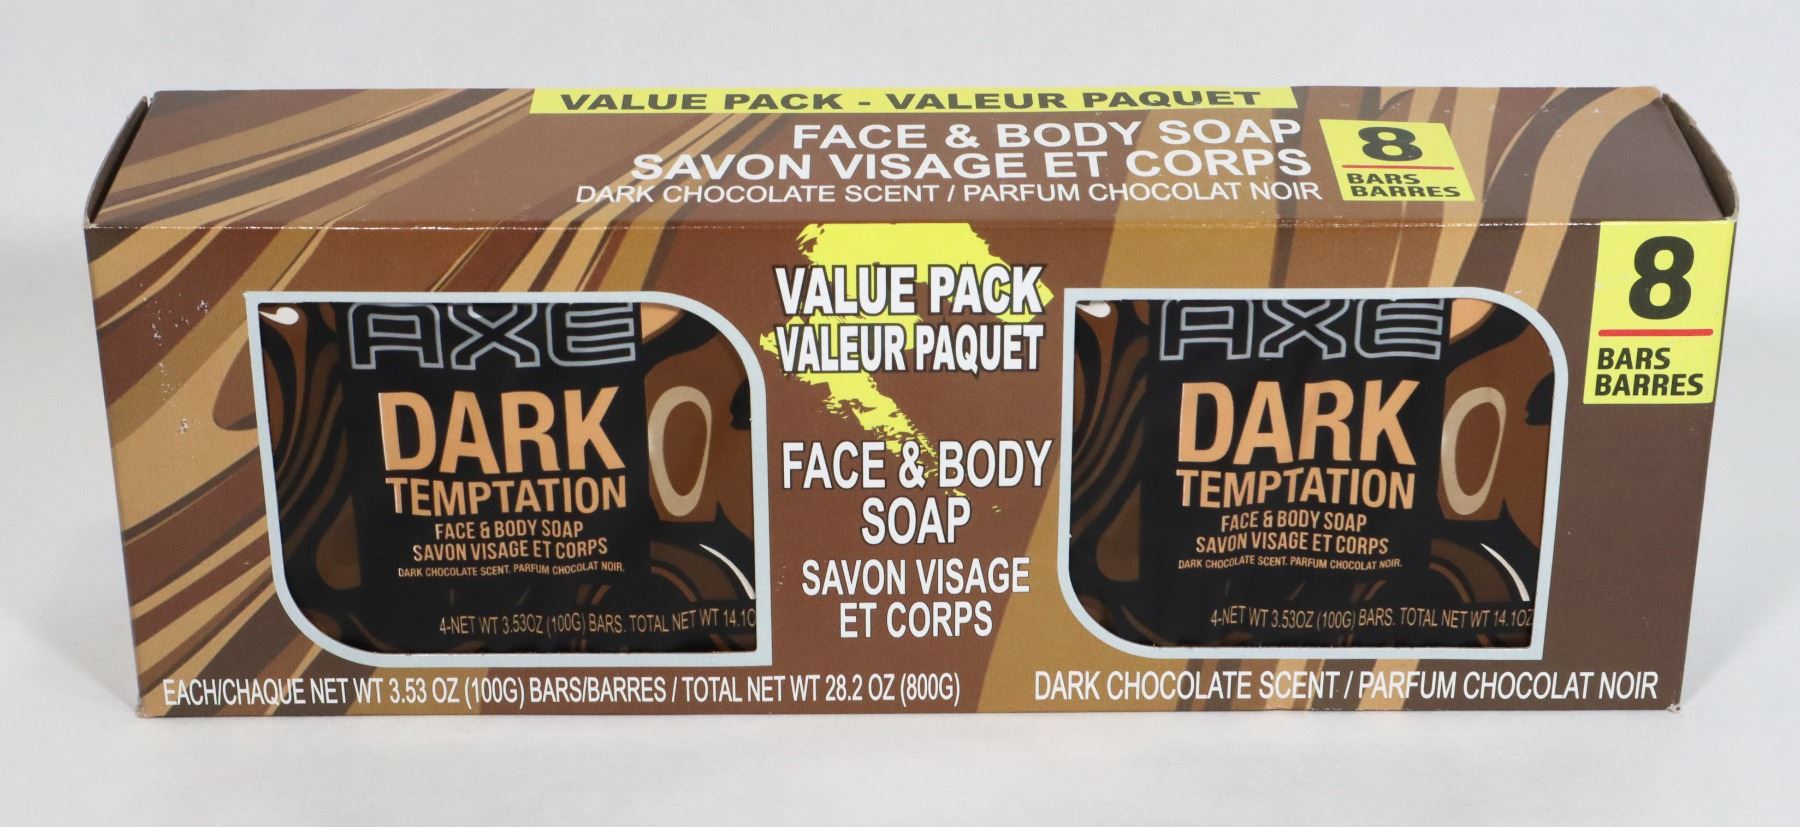 VALUE PACK - VALEUR PAQUET
FACE & BODY SOAP
SAVON VISAGE ET CORPS
DARK CHOCOLATE SCENT / PARFUM CHOCOLAT NOIR
8
BARS
BARRES
8
BARS
BARRES
VALUE PACK
VALEUR PAQUET
FACE & BODY
SOAP
SAVON VISAGE
ET CORPS
AXE
DARK
TEMPTATION
FACE & BODY SOAP
SAVON VISAGE ET CORPS
DARK CHOCOLATE SCENT. PARFUM CHOCOLAT NOIR.
4-NET WT 3.53OZ (100G) BARS. TOTAL NET WT 14.1O
AXE
DARK
TEMPTATION
FACE & BODY SOAP
SAVON VISAGE ET CORPS
DARK CHOCOLATE SCENT. PARFUM CHOCOLAT NOIR.
4-NET WT 3.53OZ (100G) BARS. TOTAL NET WT 14.1OZ
EACH/CHAQUE NET WT 3.53 OZ (100G) BARS/BARRES / TOTAL NET WT 28.2 OZ (800G)
DARK CHOCOLATE SCENT / PARFUM CHOCOLAT NOIR